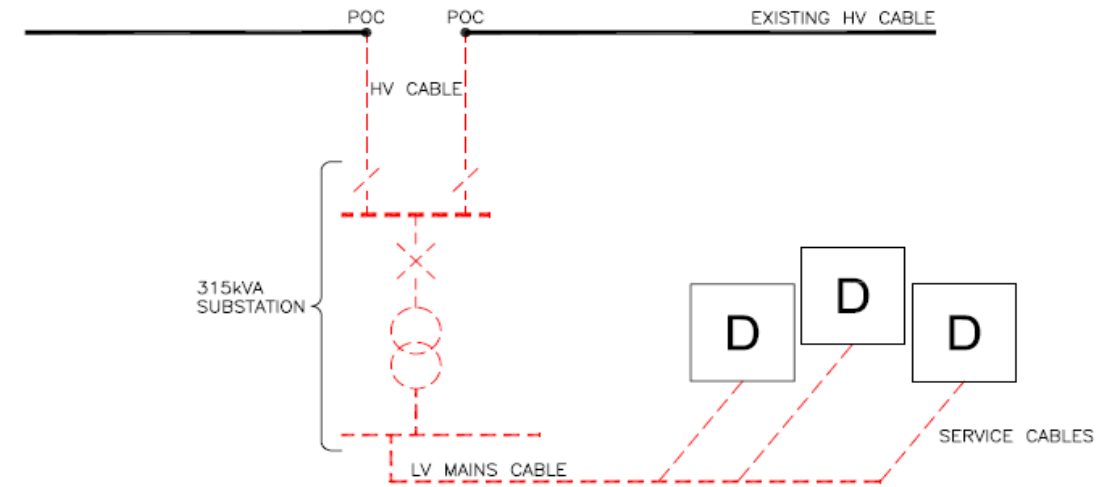 POC
POC
EXISTING HV CABLE
HV CABLE
315kVA
SUBSTATION
D
D
D
SERVICE CABLES
LV MAINS CABLE